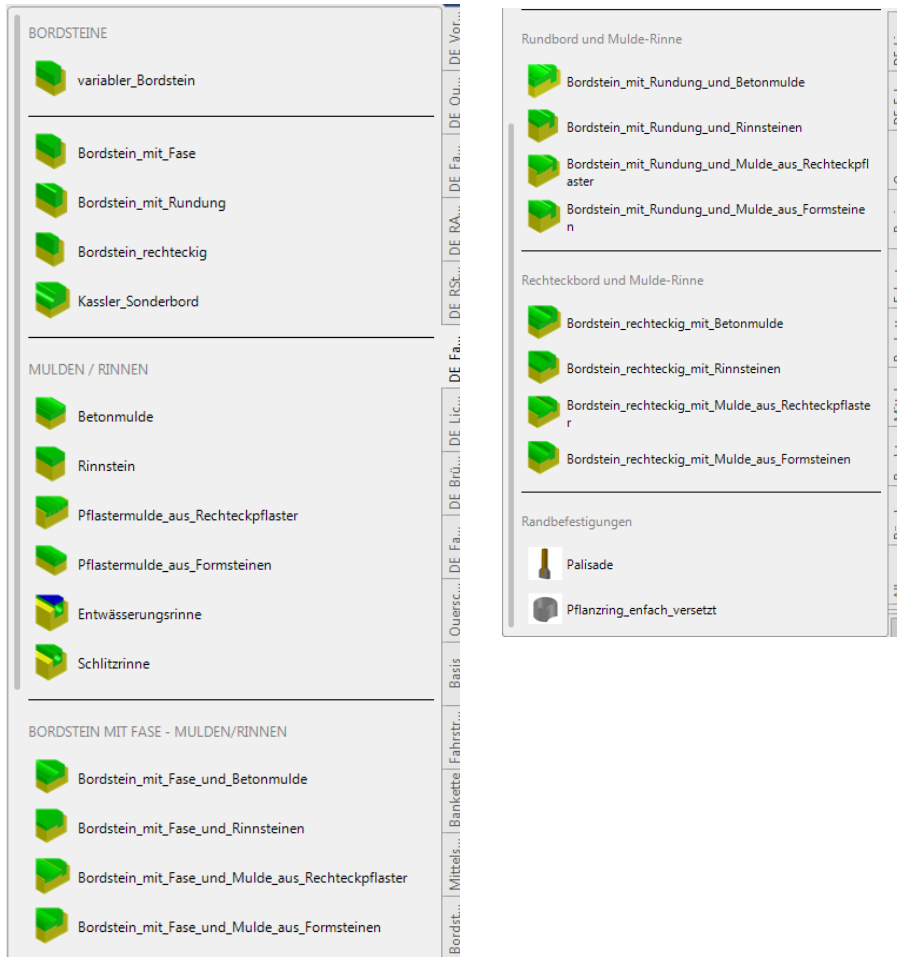 BORDSTEINE
variabler_Bordstein
Bordstein_mit_Fase
Bordstein_mit_Rundung
Bordstein_rechteckig
Kassler_Sonderbord
MULDEN / RINNEN
Betonmulde
Rinnstein
Pflastermulde_aus_Rechteckpflaster
Pflastermulde_aus_Formsteinen
Entwässerungsrinne
Schlitzrinne
BORDSTEIN MIT FASE - MULDEN/RINNEN
Bordstein_mit_Fase_und_Betonmulde
Bordstein_mit_Fase_und_Rinnsteinen
Bordstein_mit_Fase_und_Mulde_aus_Rechteckpflaster
Bordstein_mit_Fase_und_Mulde_aus_Formsteinen
DE Vor...
DE Qu...
DE Fa...
DE RA...
DE RSt...
DE Fa...
DE Lic...
DE Brü...
DE Fa...
Quersc...
Basis
Fahrstr...
Bankette
Mittels...
Bordst...
Rundbord und Mulde-Rinne
Bordstein_mit_Rundung_und_Betonmulde
Bordstein_mit_Rundung_und_Rinnsteinen
Bordstein_mit_Rundung_und_Mulde_aus_Rechteckpfl
aster
Bordstein_mit_Rundung_und_Mulde_aus_Formsteine
n
Rechteckbord und Mulde-Rinne
Bordstein_rechteckig_mit_Betonmulde
Bordstein_rechteckig_mit_Rinnsteinen
Bordstein_rechteckig_mit_Mulde_aus_Rechteckpflaste
r
Bordstein_rechteckig_mit_Mulde_aus_Formsteinen
Randbefestigungen
Palisade
Pflanzring_enfach_versetzt